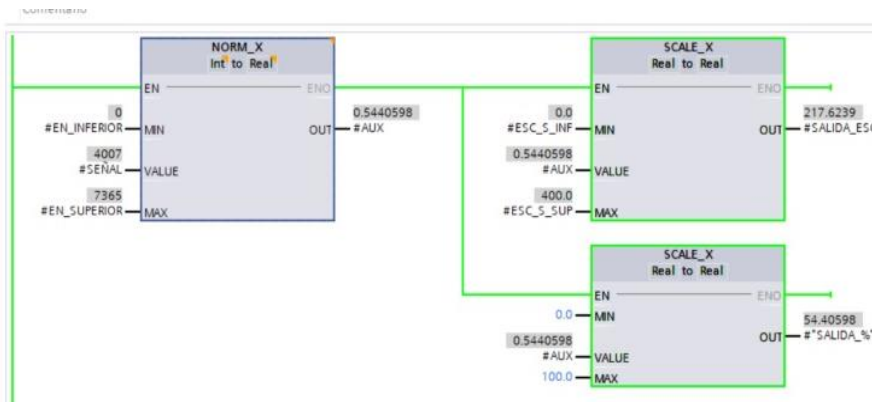 Comentario
NORM_X
Int to Real
EN
ENO
0
#EN_INFERIOR
MIN
0.5440598
OUT
#AUX
4007
#SEÑAL
VALUE
7365
#EN_SUPERIOR
MAX
SCALE_X
Real to Real
EN
ENO
0.0
#ESC_S_INF
MIN
217.6239
OUT
#SALIDA_ESC
0.5440598
#AUX
VALUE
400.0
#ESC_S_SUP
MAX
SCALE_X
Real to Real
EN
ENO
0.0
MIN
54.40598
OUT
#"SALIDA_%"
0.5440598
#AUX
VALUE
100.0
MAX